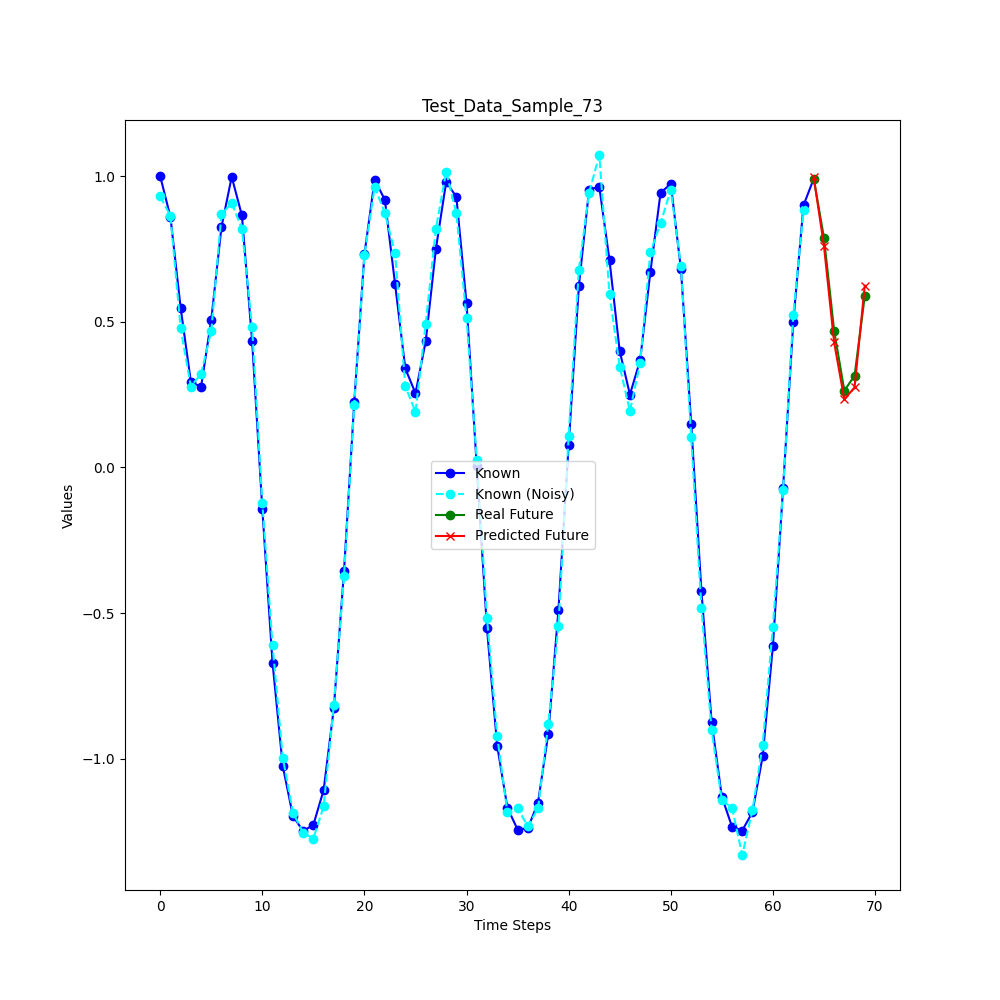 Test_Data_Sample_73
Values
1.0
0.5
0.0
−0.5
−1.0
Known
Known (Noisy)
Real Future
Predicted Future
0 10 20 30 40 50 60 70
Time Steps